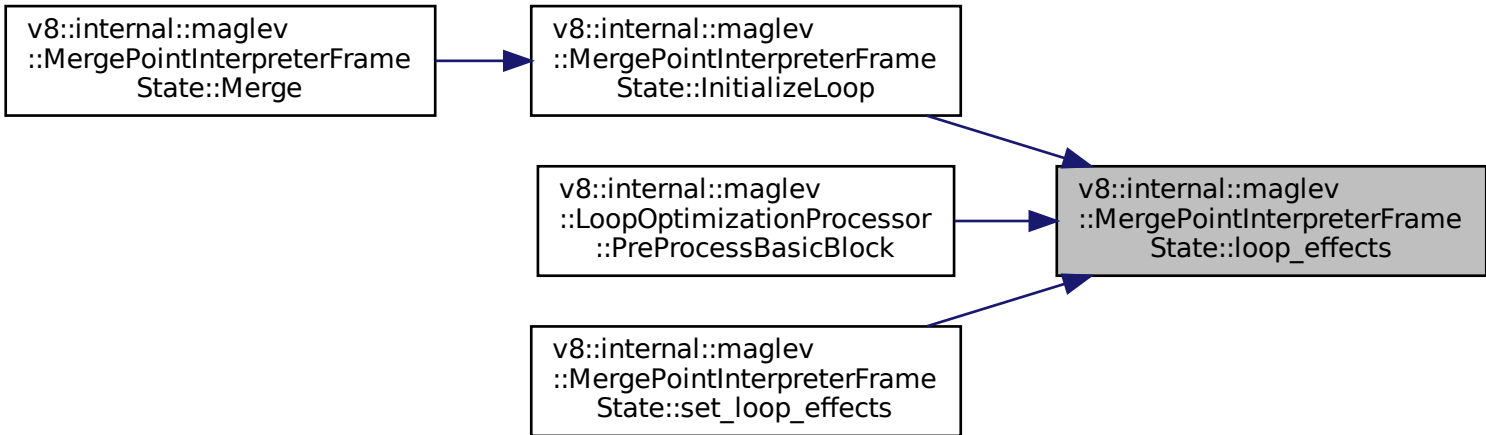 v8::internal::maglev
::MergePointInterpreterFrame
State::Merge
v8::internal::maglev
::MergePointInterpreterFrame
State::InitializeLoop
v8::internal::maglev
::LoopOptimizationProcessor
::PreProcessBasicBlock
v8::internal::maglev
::MergePointInterpreterFrame
State::set_loop_effects
v8::internal::maglev
::MergePointInterpreterFrame
State::loop_effects